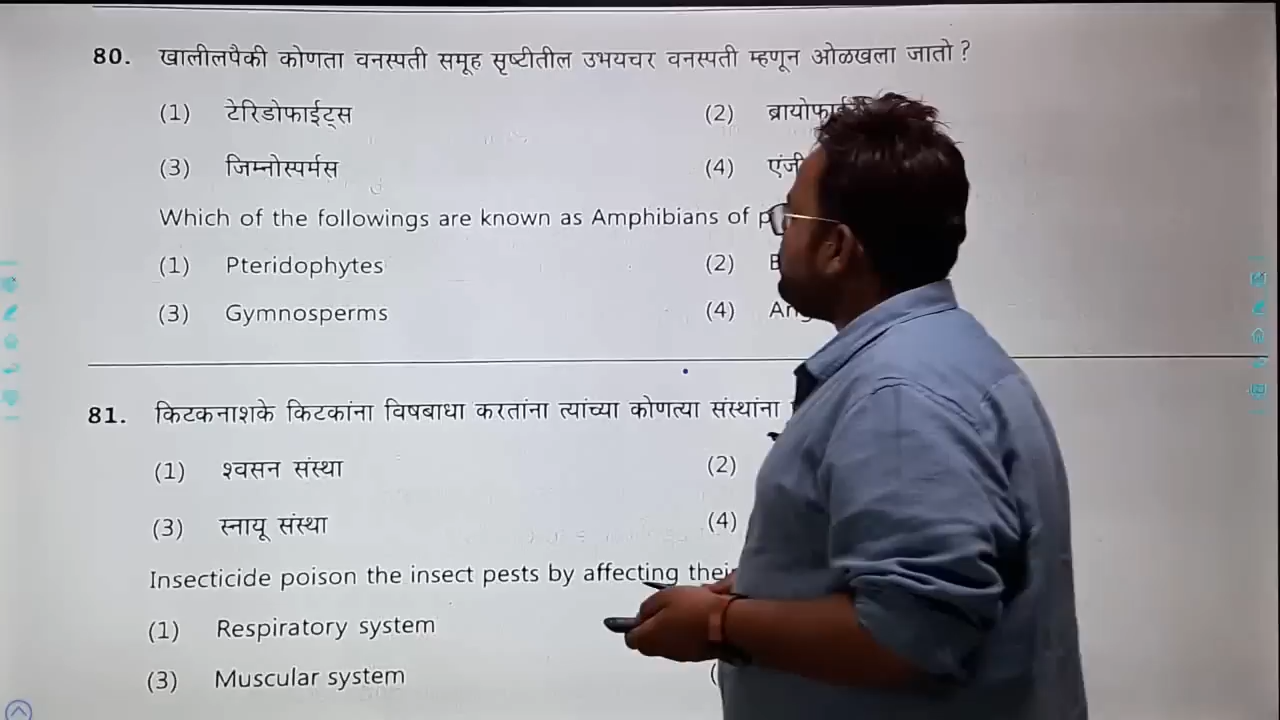 80. खालीलपैकी कोणता वनस्पती समूह सृष्टीतील उभयचर वनस्पती म्हणून ओळखला जातो ?
(1) टेरिडोफाईट्स (2)
(3) जिम्नोस्पर्मस (4)
Which of the followings are known as Amphibians of
(1) Pteridophytes (2)
(3) Gymnosperms (4)
81. किटकनाशके किटकांना विषबाधा करतांना त्यांच्या कोणत्या संस्थांना
(1) श्वसन संस्था (2)
(3) स्नायू संस्था (4)
Insecticide poison the insect pests by affecting their
(1) Respiratory system
(3) Muscular system